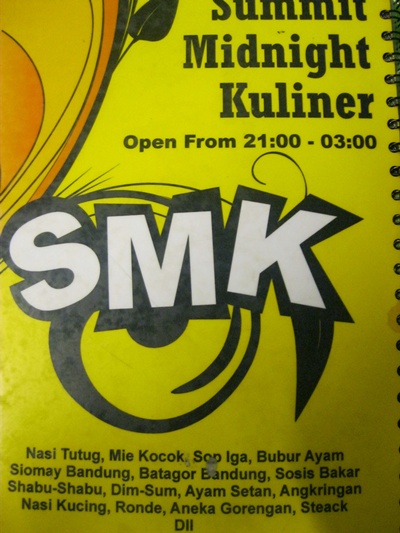 Summit
Midnight
Kuliner
Open From 21:00 - 03:00
SMK
Nasi Tutug, Mie Kocok, Sop Iga, Bubur Ayam
Siomay Bandung, Batagor Bandung, Sosis Bakar
Shabu-Shabu, Dim-Sum, Ayam Setan, Angkringan
Nasi Kucing, Ronde, Aneka Gorengan, Steack
Dll